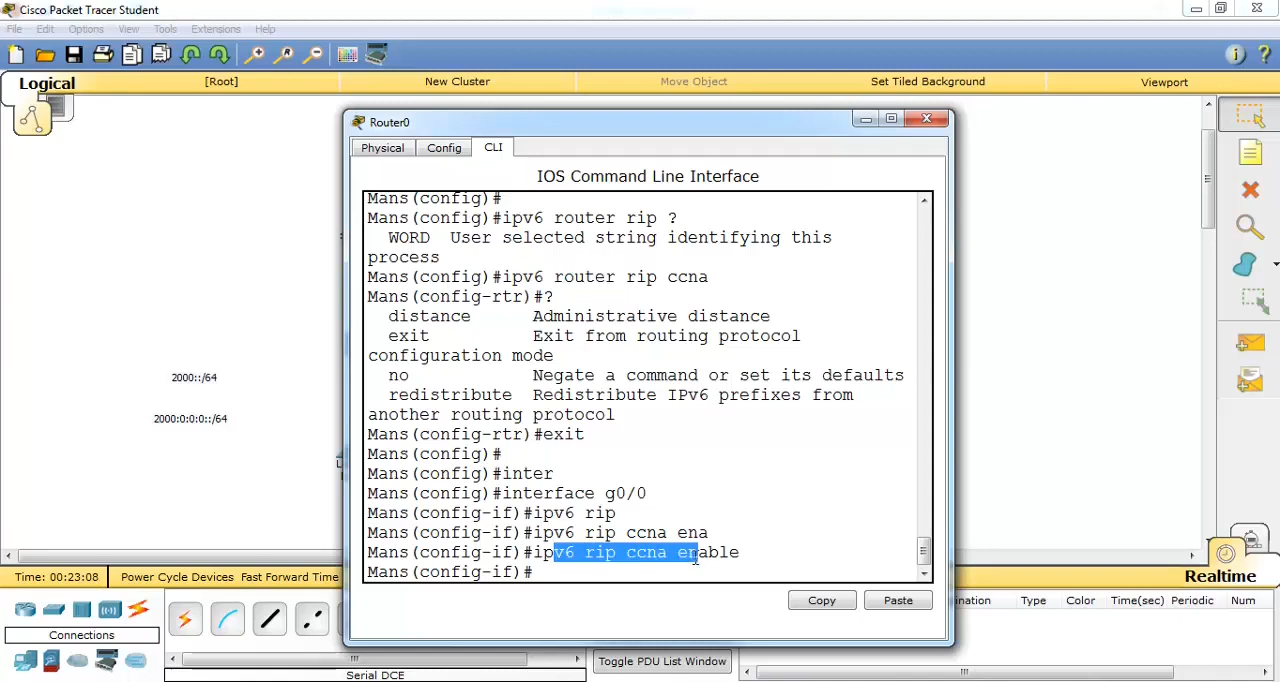 Cisco Packet Tracer Student
File Edit Options View Tools Extensions Help
Logical
[Root]
New Cluster
Move Object
Set Tiled Background
Viewport
Router0
Physical
Config
CLI
IOS Command Line Interface
Mans(config)#
Mans(config)#ipv6 router rip ?
WORD User selected string identifying this
process
Mans(config)#ipv6 router rip ccna
Mans(config-rtr)#?
distance Administrative distance
exit Exit from routing protocol
configuration mode
no Negate a command or set its defaults
redistribute Redistribute IPv6 prefixes from
another routing protocol
Mans(config-rtr)#exit
Mans(config)#
Mans(config)#inter
Mans(config)#interface g0/0
Mans(config-if)#ipv6 rip
Mans(config-if)#ipv6 rip ccna ena
Mans(config-if)#ipv6 rip ccna enable
Mans(config-if)#
Copy
Paste
2000::/64
2000:0:0:0::/64
Time: 00:23:08
Power Cycle Devices Fast Forward Time
Realtime
Connections
Serial DCE
Toggle PDU List Window
ination Type Color Time(sec) Periodic Num